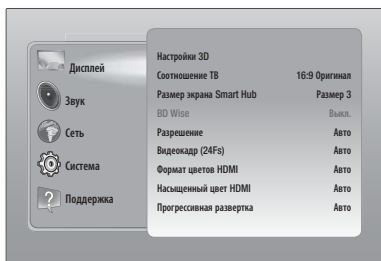 Дисплей
Звук
Сеть
Система
Поддержка
Настройки 3D
Соотношение ТВ 16:9 Оригинал
Размер экрана Smart Hub Размер 3
BD Wise Выкл.
Разрешение Авто
Видеокадр (24Fs) Авто
Формат цветов HDMI Авто
Насыщенный цвет HDMI Авто
Прогрессивная развертка Авто